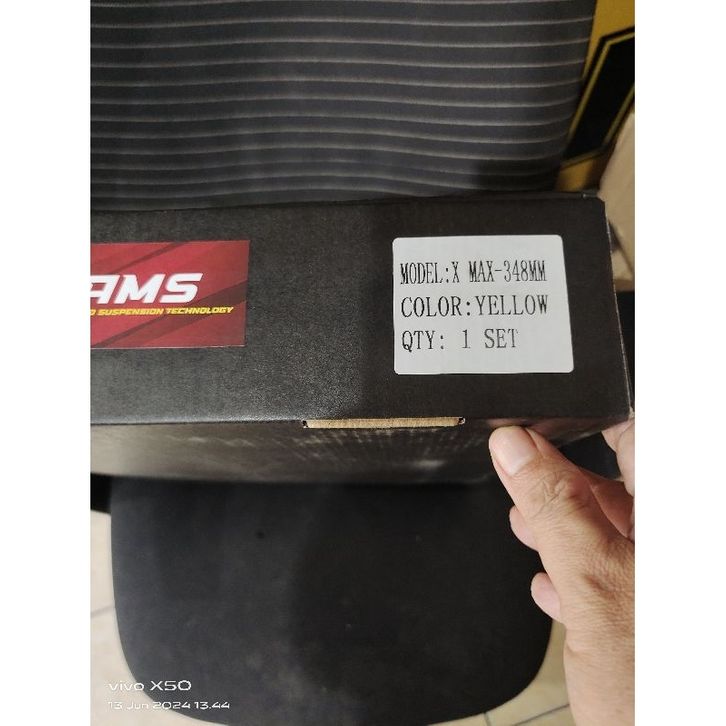 AMS
SUSPENSION TECHNOLOGY
MODEL:X MAX-348MM
COLOR:YELLOW
QTY: 1 SET
vivo X50
13 Jun 2024 13.44